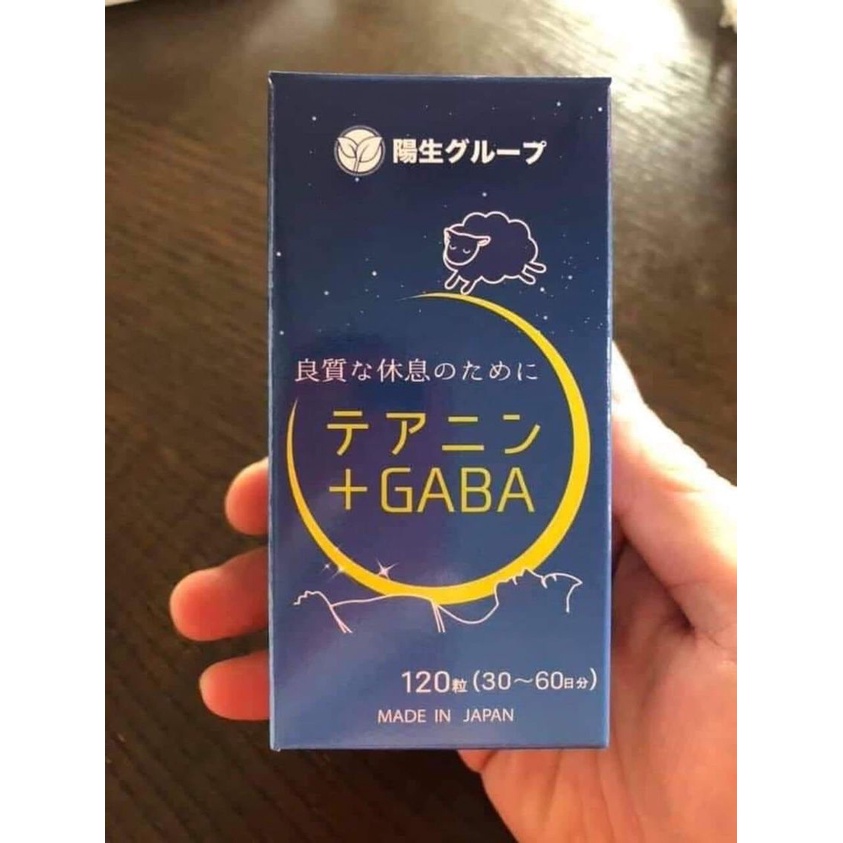 陽生グループ
良質な休息のために
テアニン
+GABA
120粒(30〜60日分)
MADE IN JAPAN